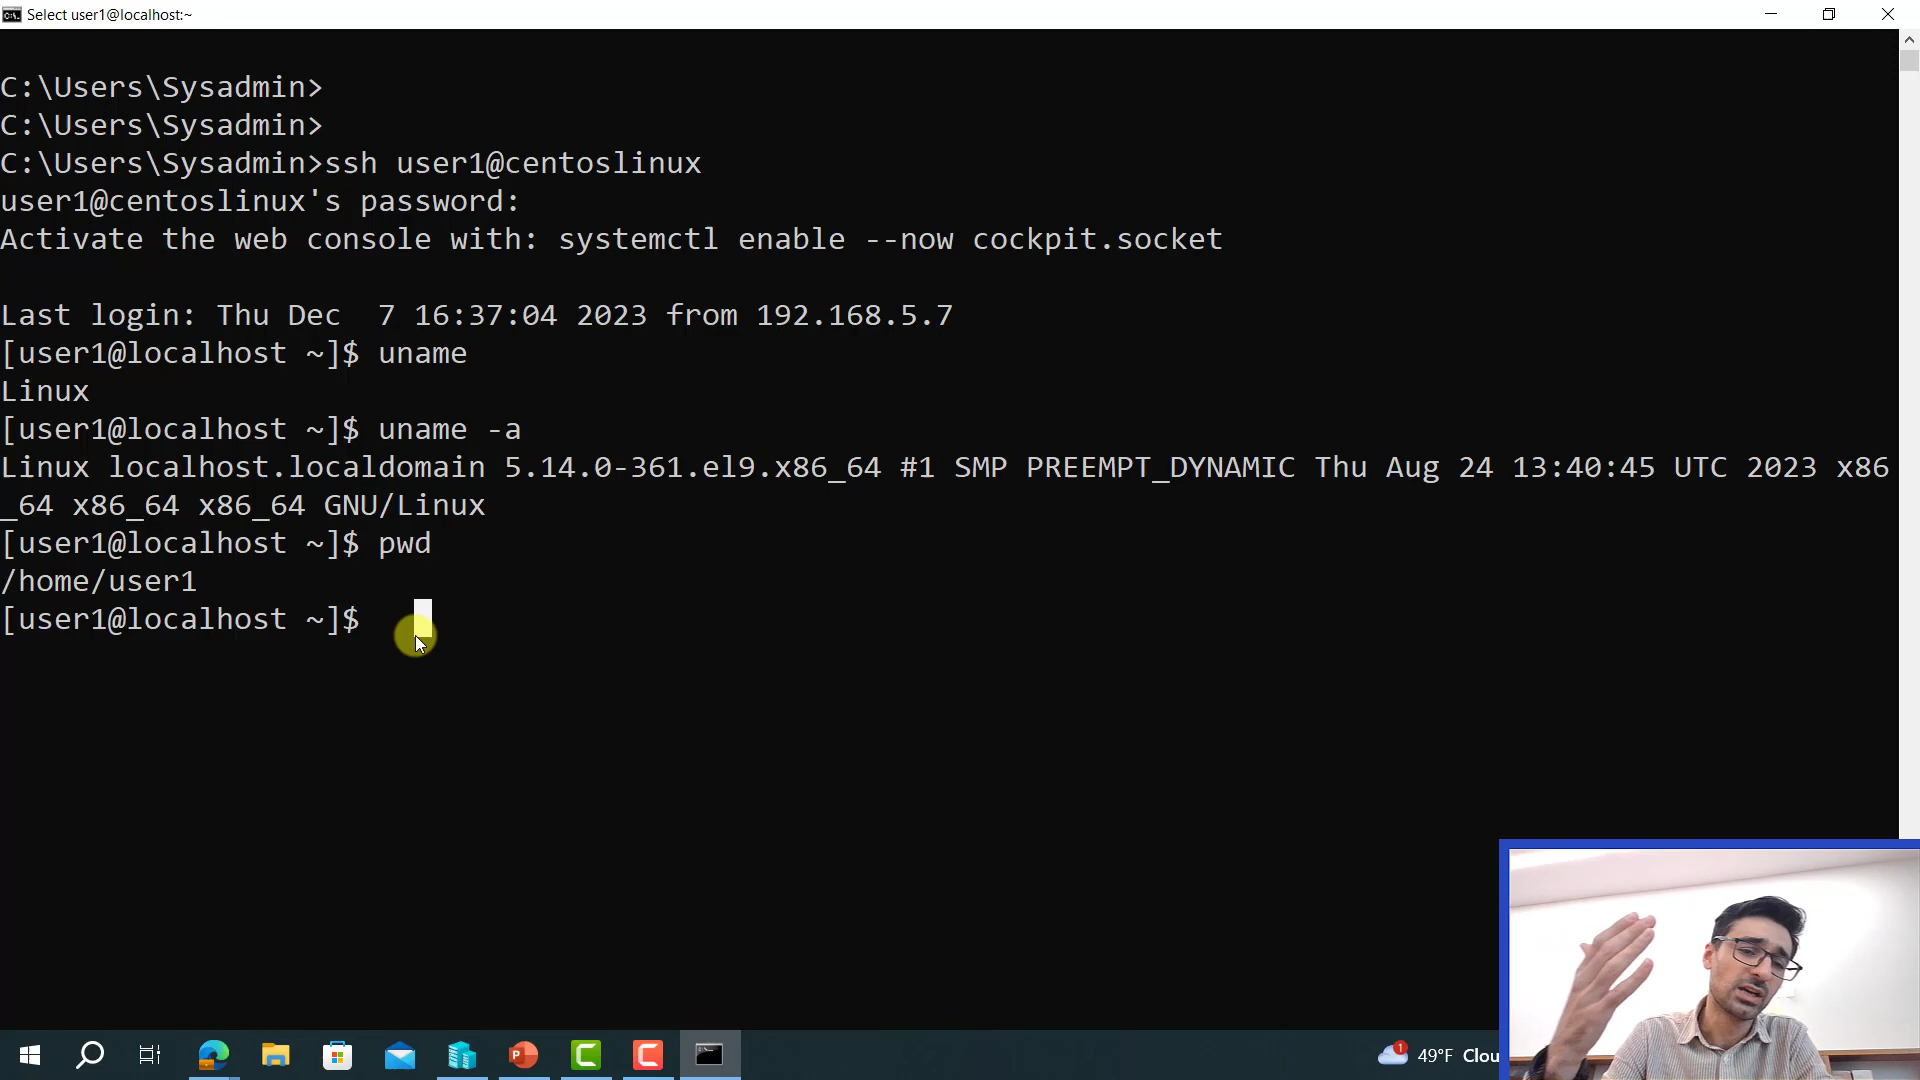 Select user1@localhost:~
C:\Users\Sysadmin>
C:\Users\Sysadmin>
C:\Users\Sysadmin>ssh user1@centoslinux
user1@centoslinux's password:
Activate the web console with: systemctl enable --now cockpit.socket
Last login: Thu Dec  7 16:37:04 2023 from 192.168.5.7
[user1@localhost ~]$ uname
Linux
[user1@localhost ~]$ uname -a
Linux localhost.localdomain 5.14.0-361.el9.x86_64 #1 SMP PREEMPT_DYNAMIC Thu Aug 24 13:40:45 UTC 2023 x86
_64 x86_64 x86_64 GNU/Linux
[user1@localhost ~]$ pwd
/home/user1
[user1@localhost ~]$
1 49°F Clou